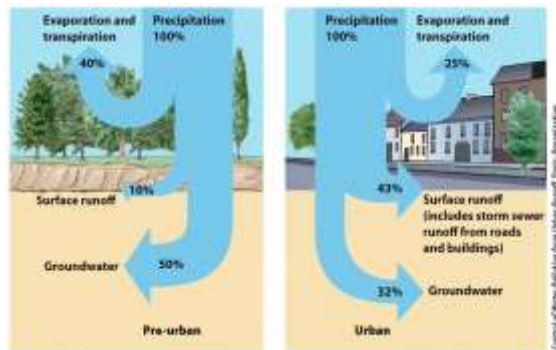 Evaporation and
transpiration
40%
Precipitation
100%
10%
Surface runoff
Groundwater
50%
Pre-urban
Precipitation
100%
Evaporation and
transpiration
25%
43%
Surface runoff
(includes storm sewer
runoff from roads
and buildings)
32%
Groundwater
Urban